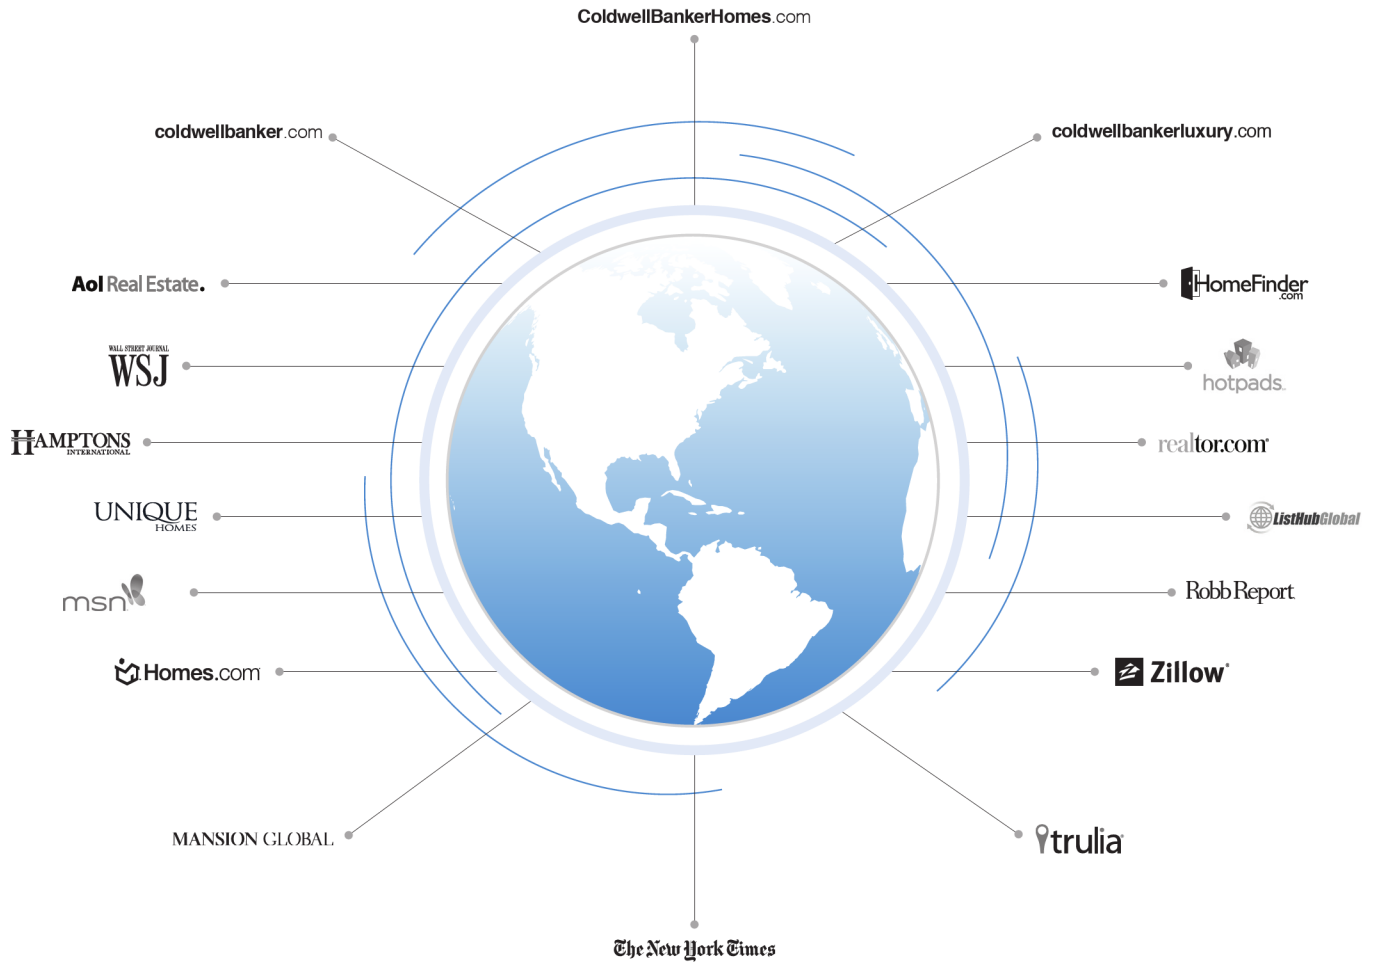 ColdwellBankerHomes.com
coldwellbanker.com
coldwellbankerluxury.com
Aol Real Estate.
HomeFinder
.com
WALL STREET JOURNAL
WSJ
hotpads
HAMPTONS
INTERNATIONAL
realtor.com®
UNIQUE
HOMES
ListHubGlobal
msn
Robb Report
Homes.com
Zillow®
MANSION GLOBAL
trulia®
The New York Times